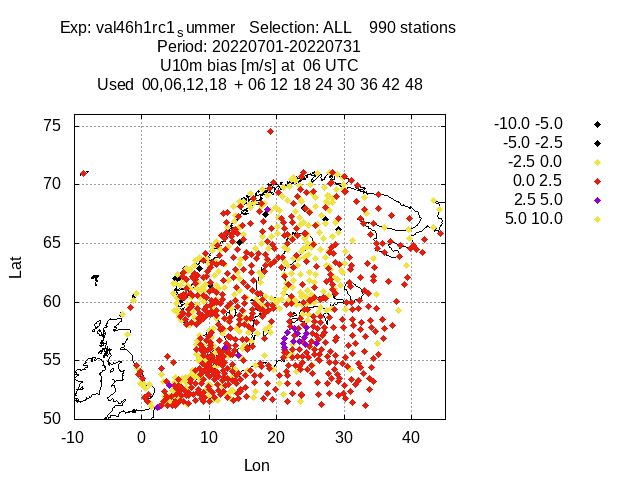 Exp: val46h1rc1summer Selection: ALL 990 stations
Period: 20220701-20220731
U10m bias [m/s] at 06 UTC
Used 00,06,12,18 + 06 12 18 24 30 36 42 48
-10.0 -5.0
-5.0 -2.5
-2.5 0.0
0.0 2.5
2.5 5.0
5.0 10.0
75
70
65
60
55
50
Lat
-10 0 10 20 30 40
Lon